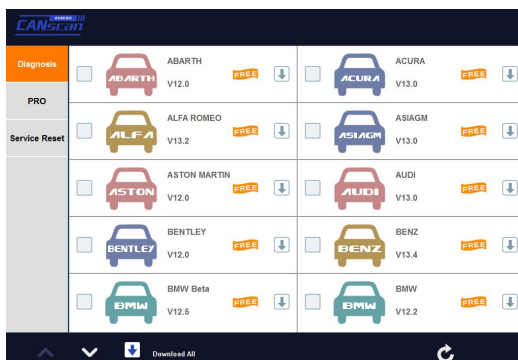 HUMZOR
CANscan
Diagnosis
PRO
Service Reset
ABARTH
ABARTH
V12.0
FREE
ACURA
ACURA
V13.0
FREE
ALFA
ALFA ROMEO
V13.2
FREE
ASIAGM
ASIAGM
V13.0
FREE
ASTON
ASTON MARTIN
V12.0
FREE
AUDI
AUDI
V13.0
FREE
BENTLEY
BENTLEY
V12.0
FREE
BENZ
BENZ
V13.4
FREE
BMW
BMW Beta
V12.5
FREE
BMW
BMW
V12.2
FREE
Download All